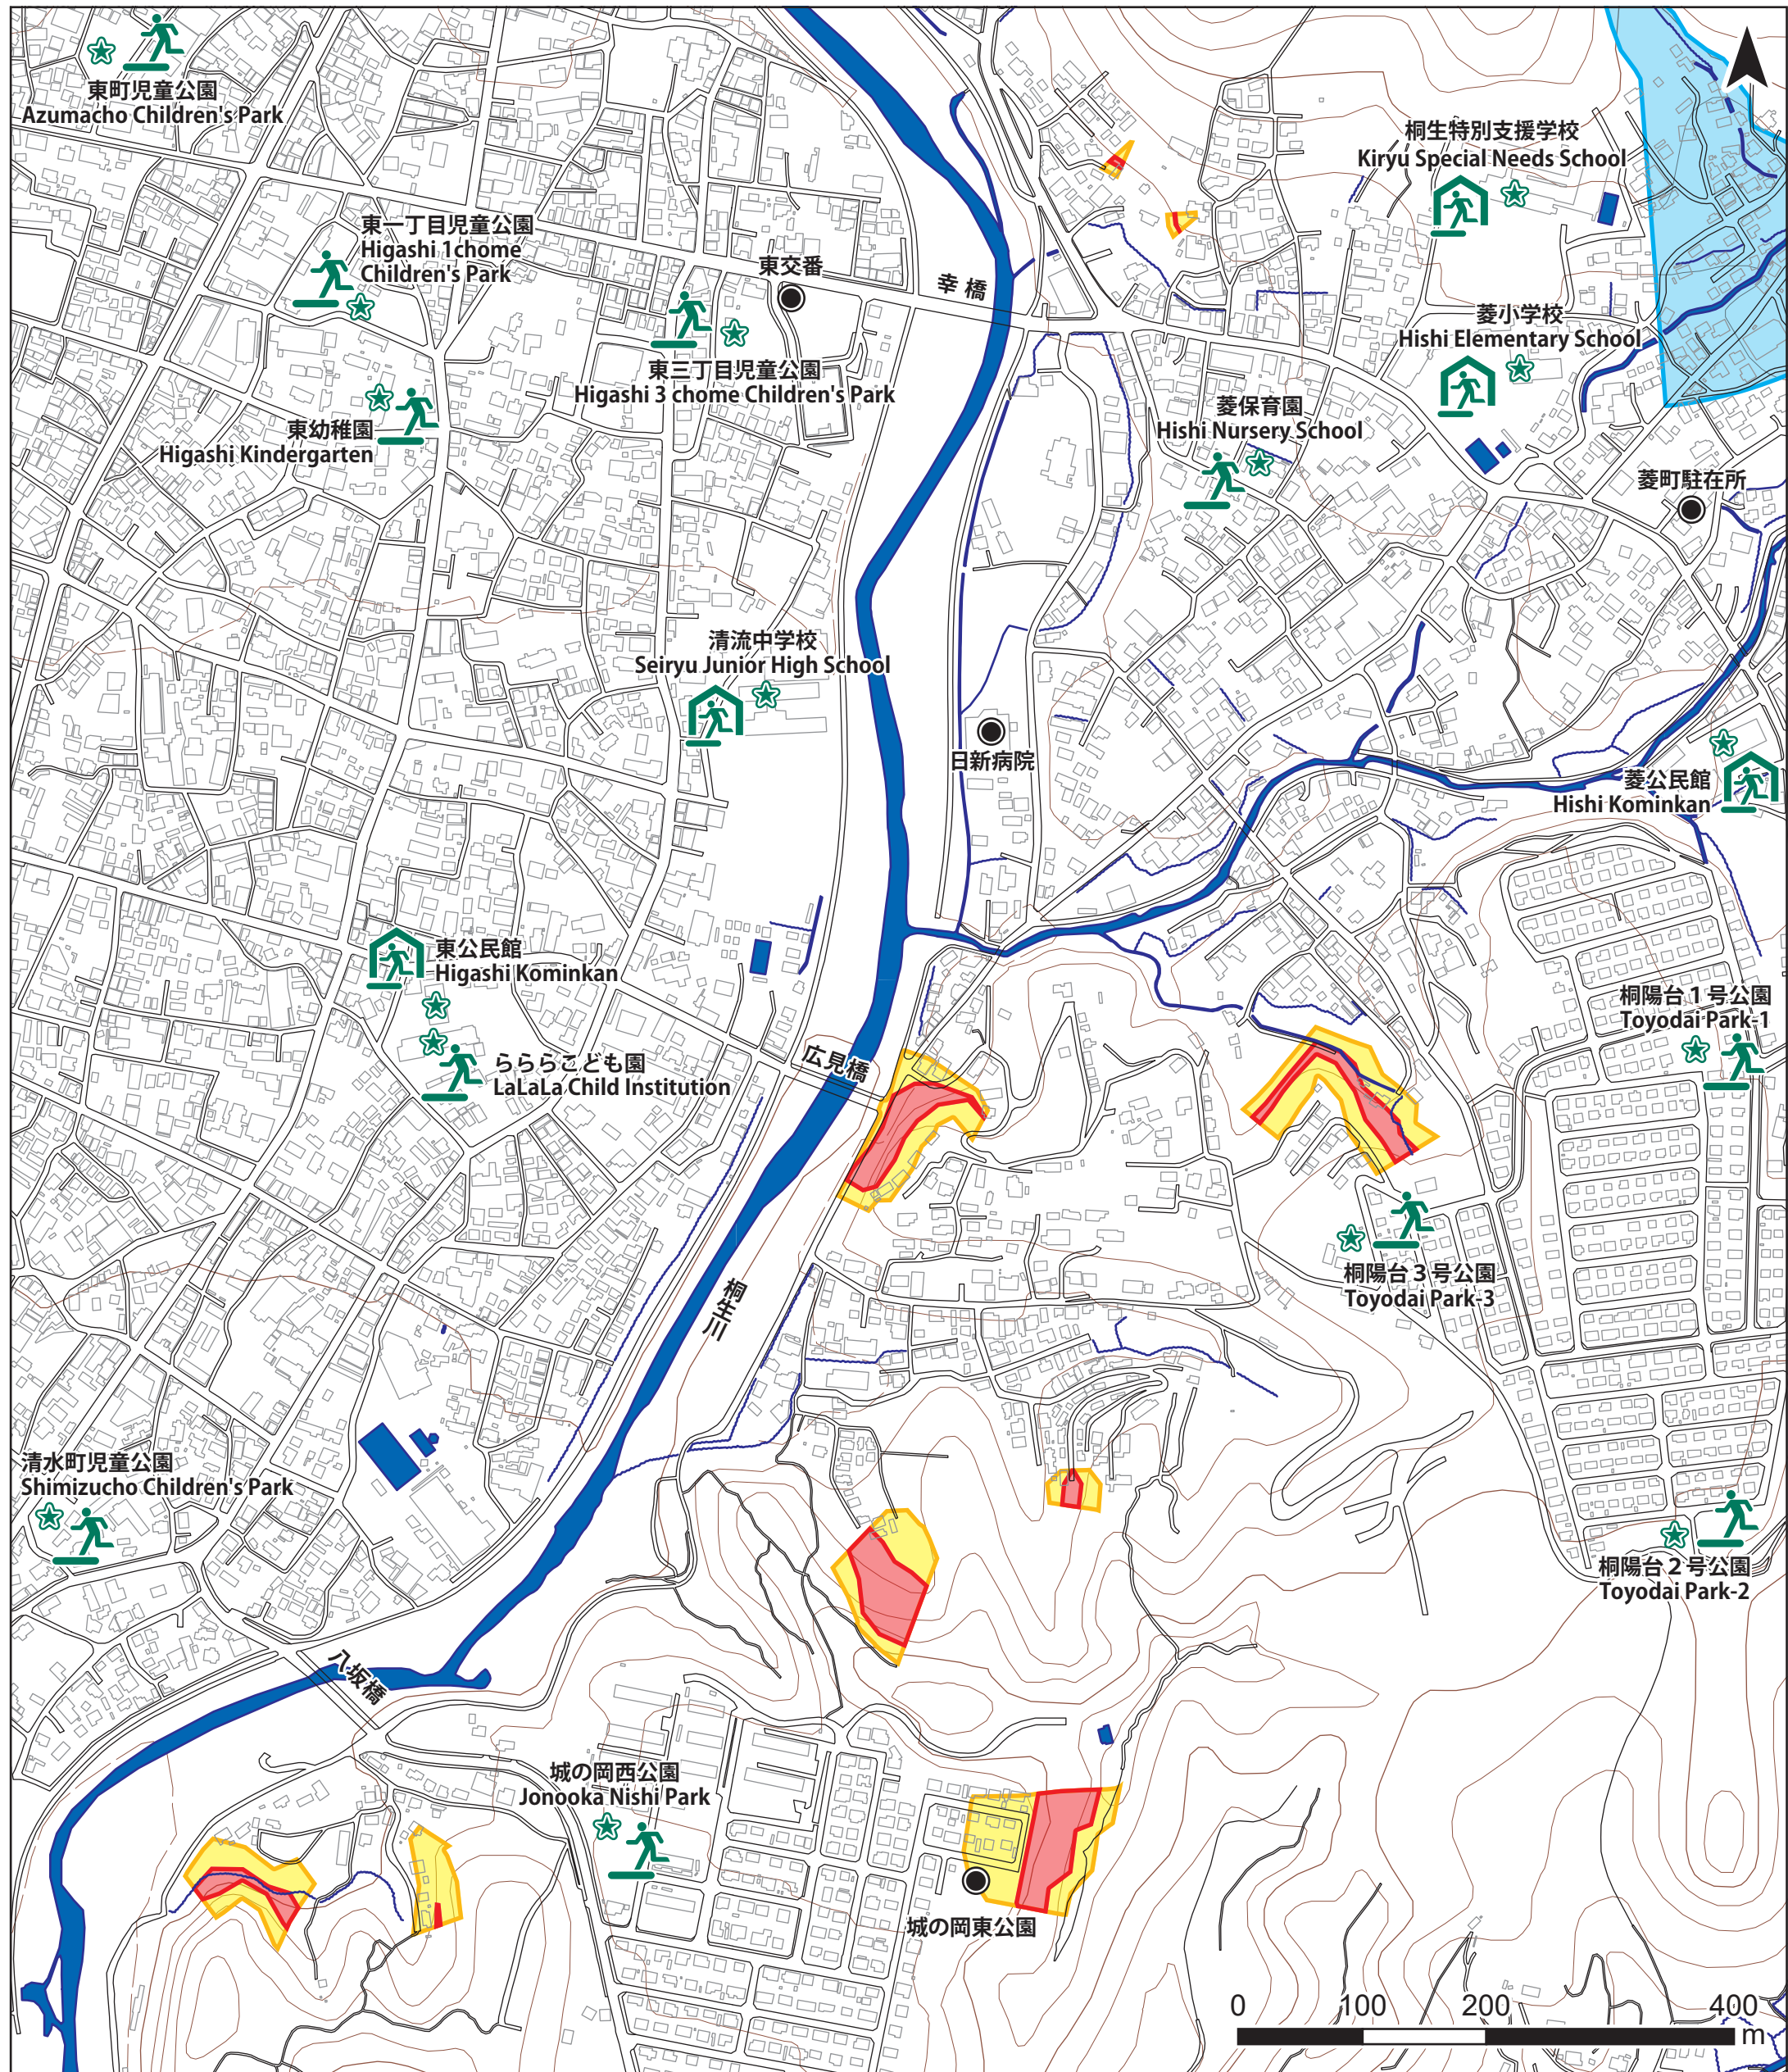 東町児童公園
Azumacho Children's Park
桐生特別支援学校
Kiryu Special Needs School
東一丁目児童公園
Higashi 1 chome
Children's Park
東交番
幸橋
菱小学校
Hishi Elementary School
東三丁目児童公園
Higashi 3 chome Children's Park
菱保育園
Hishi Nursery School
東幼稚園
Higashi Kindergarten
菱町駐在所
清流中学校
Seiryu Junior High School
日新病院
菱公民館
Hishi Kominkan
東公民館
Higashi Kominkan
桐陽台1号公園
Toyodai Park-1
広見橋
らららこども園
LaLaLa Child Institution
桐生川
桐陽台3号公園
Toyodai Park-3
清水町児童公園
Shimizucho Children's Park
桐陽台2号公園
Toyodai Park-2
八坂橋
城の岡西公園
Jonooka Nishi Park
城の岡東公園
0 100 200 400
m